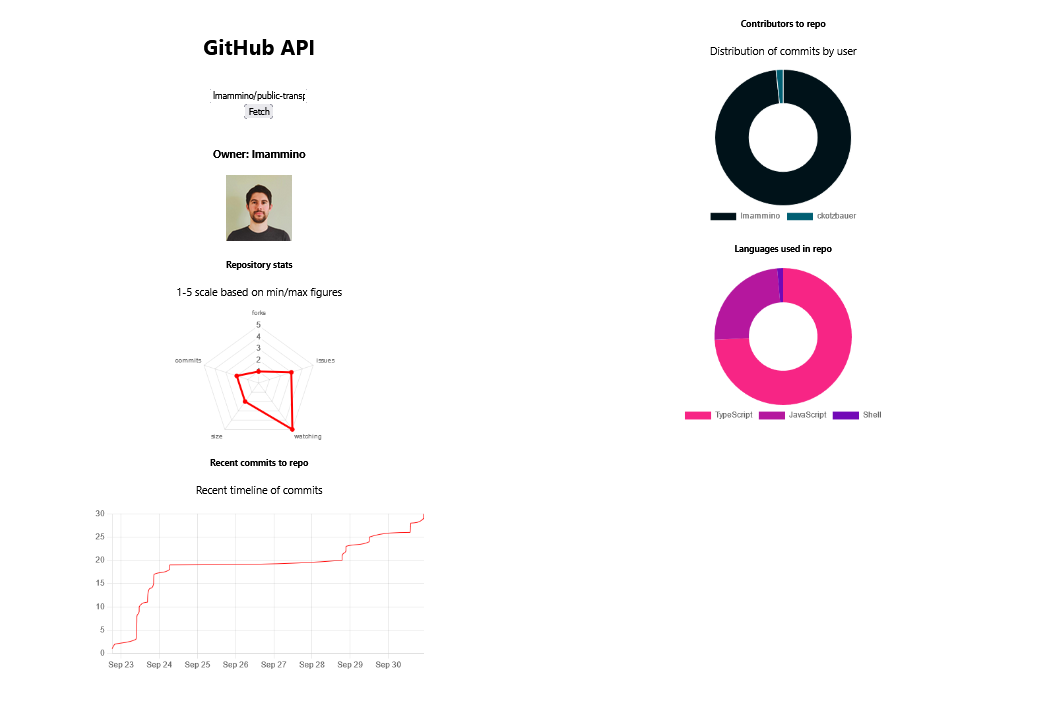 GitHub API
lmammino/public-transp
Fetch
Owner: lmammino
Repository stats
1-5 scale based on min/max figures
forks
5
4
3
2
commits
issues
size
watching
Recent commits to repo
Recent timeline of commits
30
25
20
15
10
5
0
Sep 23 Sep 24 Sep 25 Sep 26 Sep 27 Sep 28 Sep 29 Sep 30
Contributors to repo
Distribution of commits by user
lmammino ckotzbauer
Languages used in repo
TypeScript JavaScript Shell